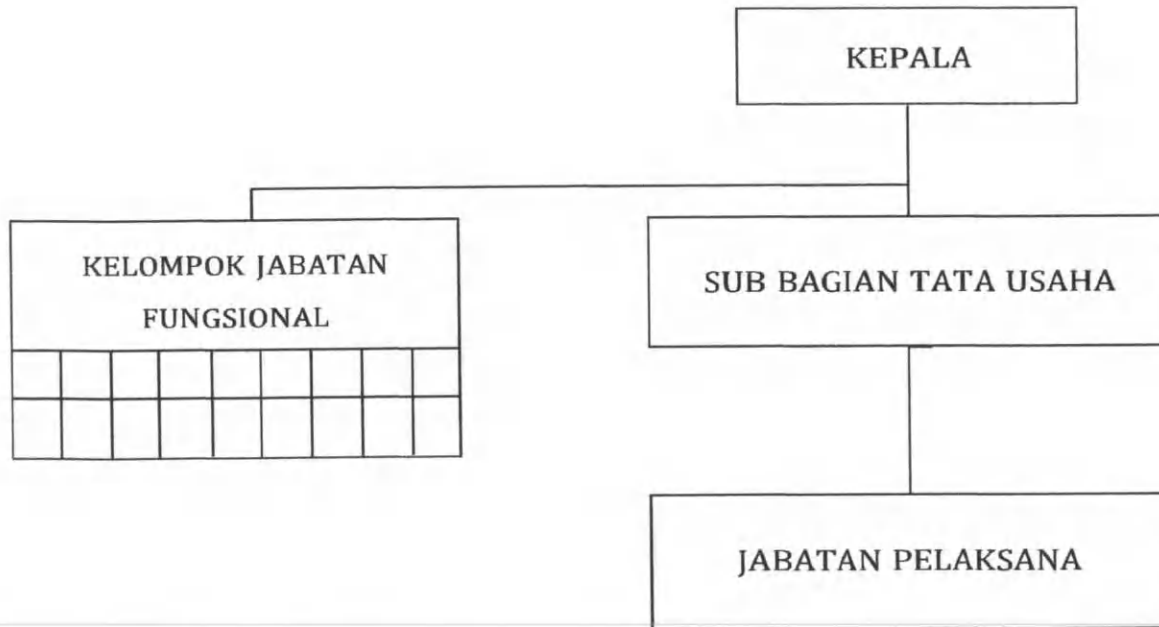 KEPALA
KELOMPOK JABATAN
FUNGSIONAL
SUB BAGIAN TATA USAHA
JABATAN PELAKSANA